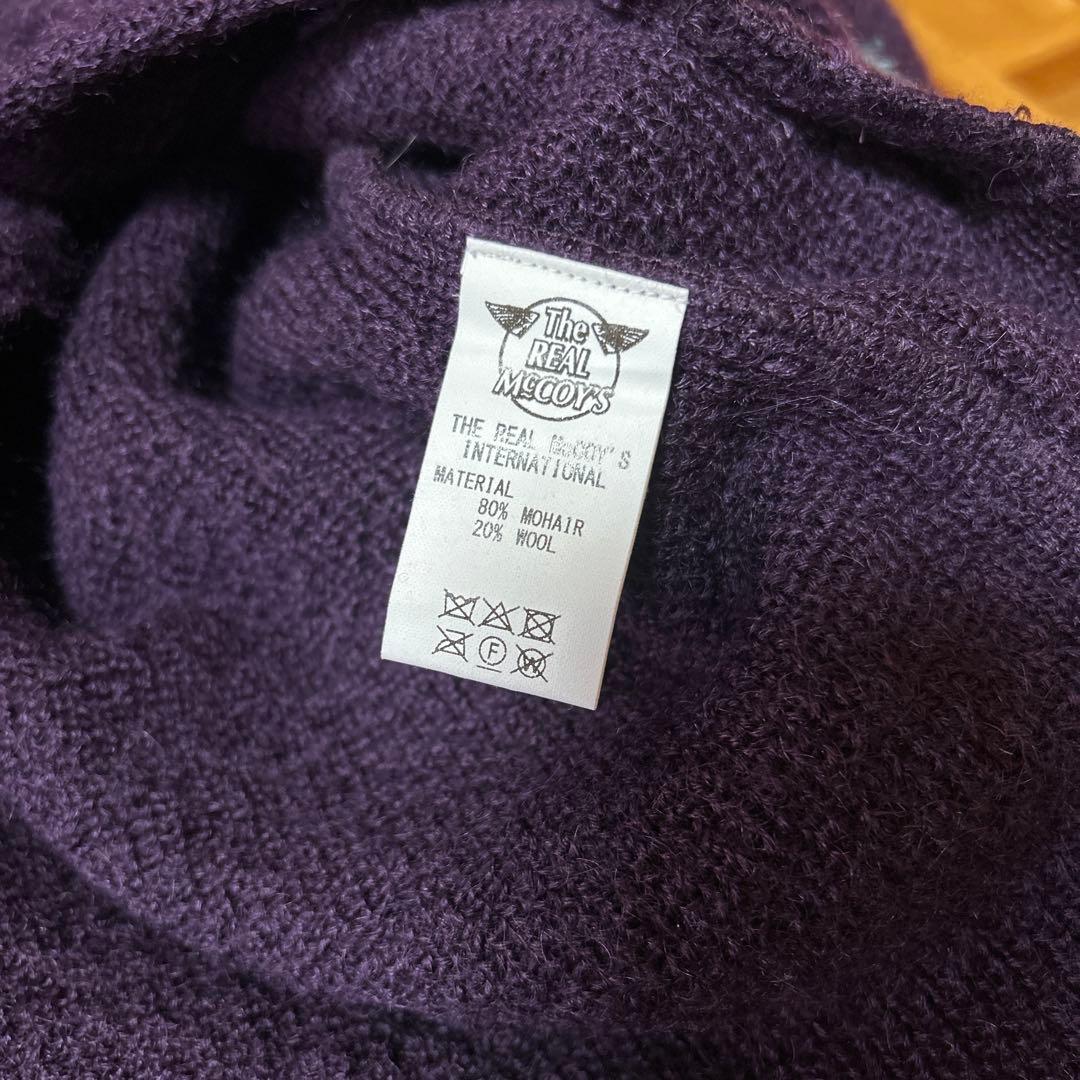 The
REAL
McCOY'S
THE REAL McCOY'S
INTERNATIONAL
MATERIAL
80% MOHAIR
20% WOOL
F
W